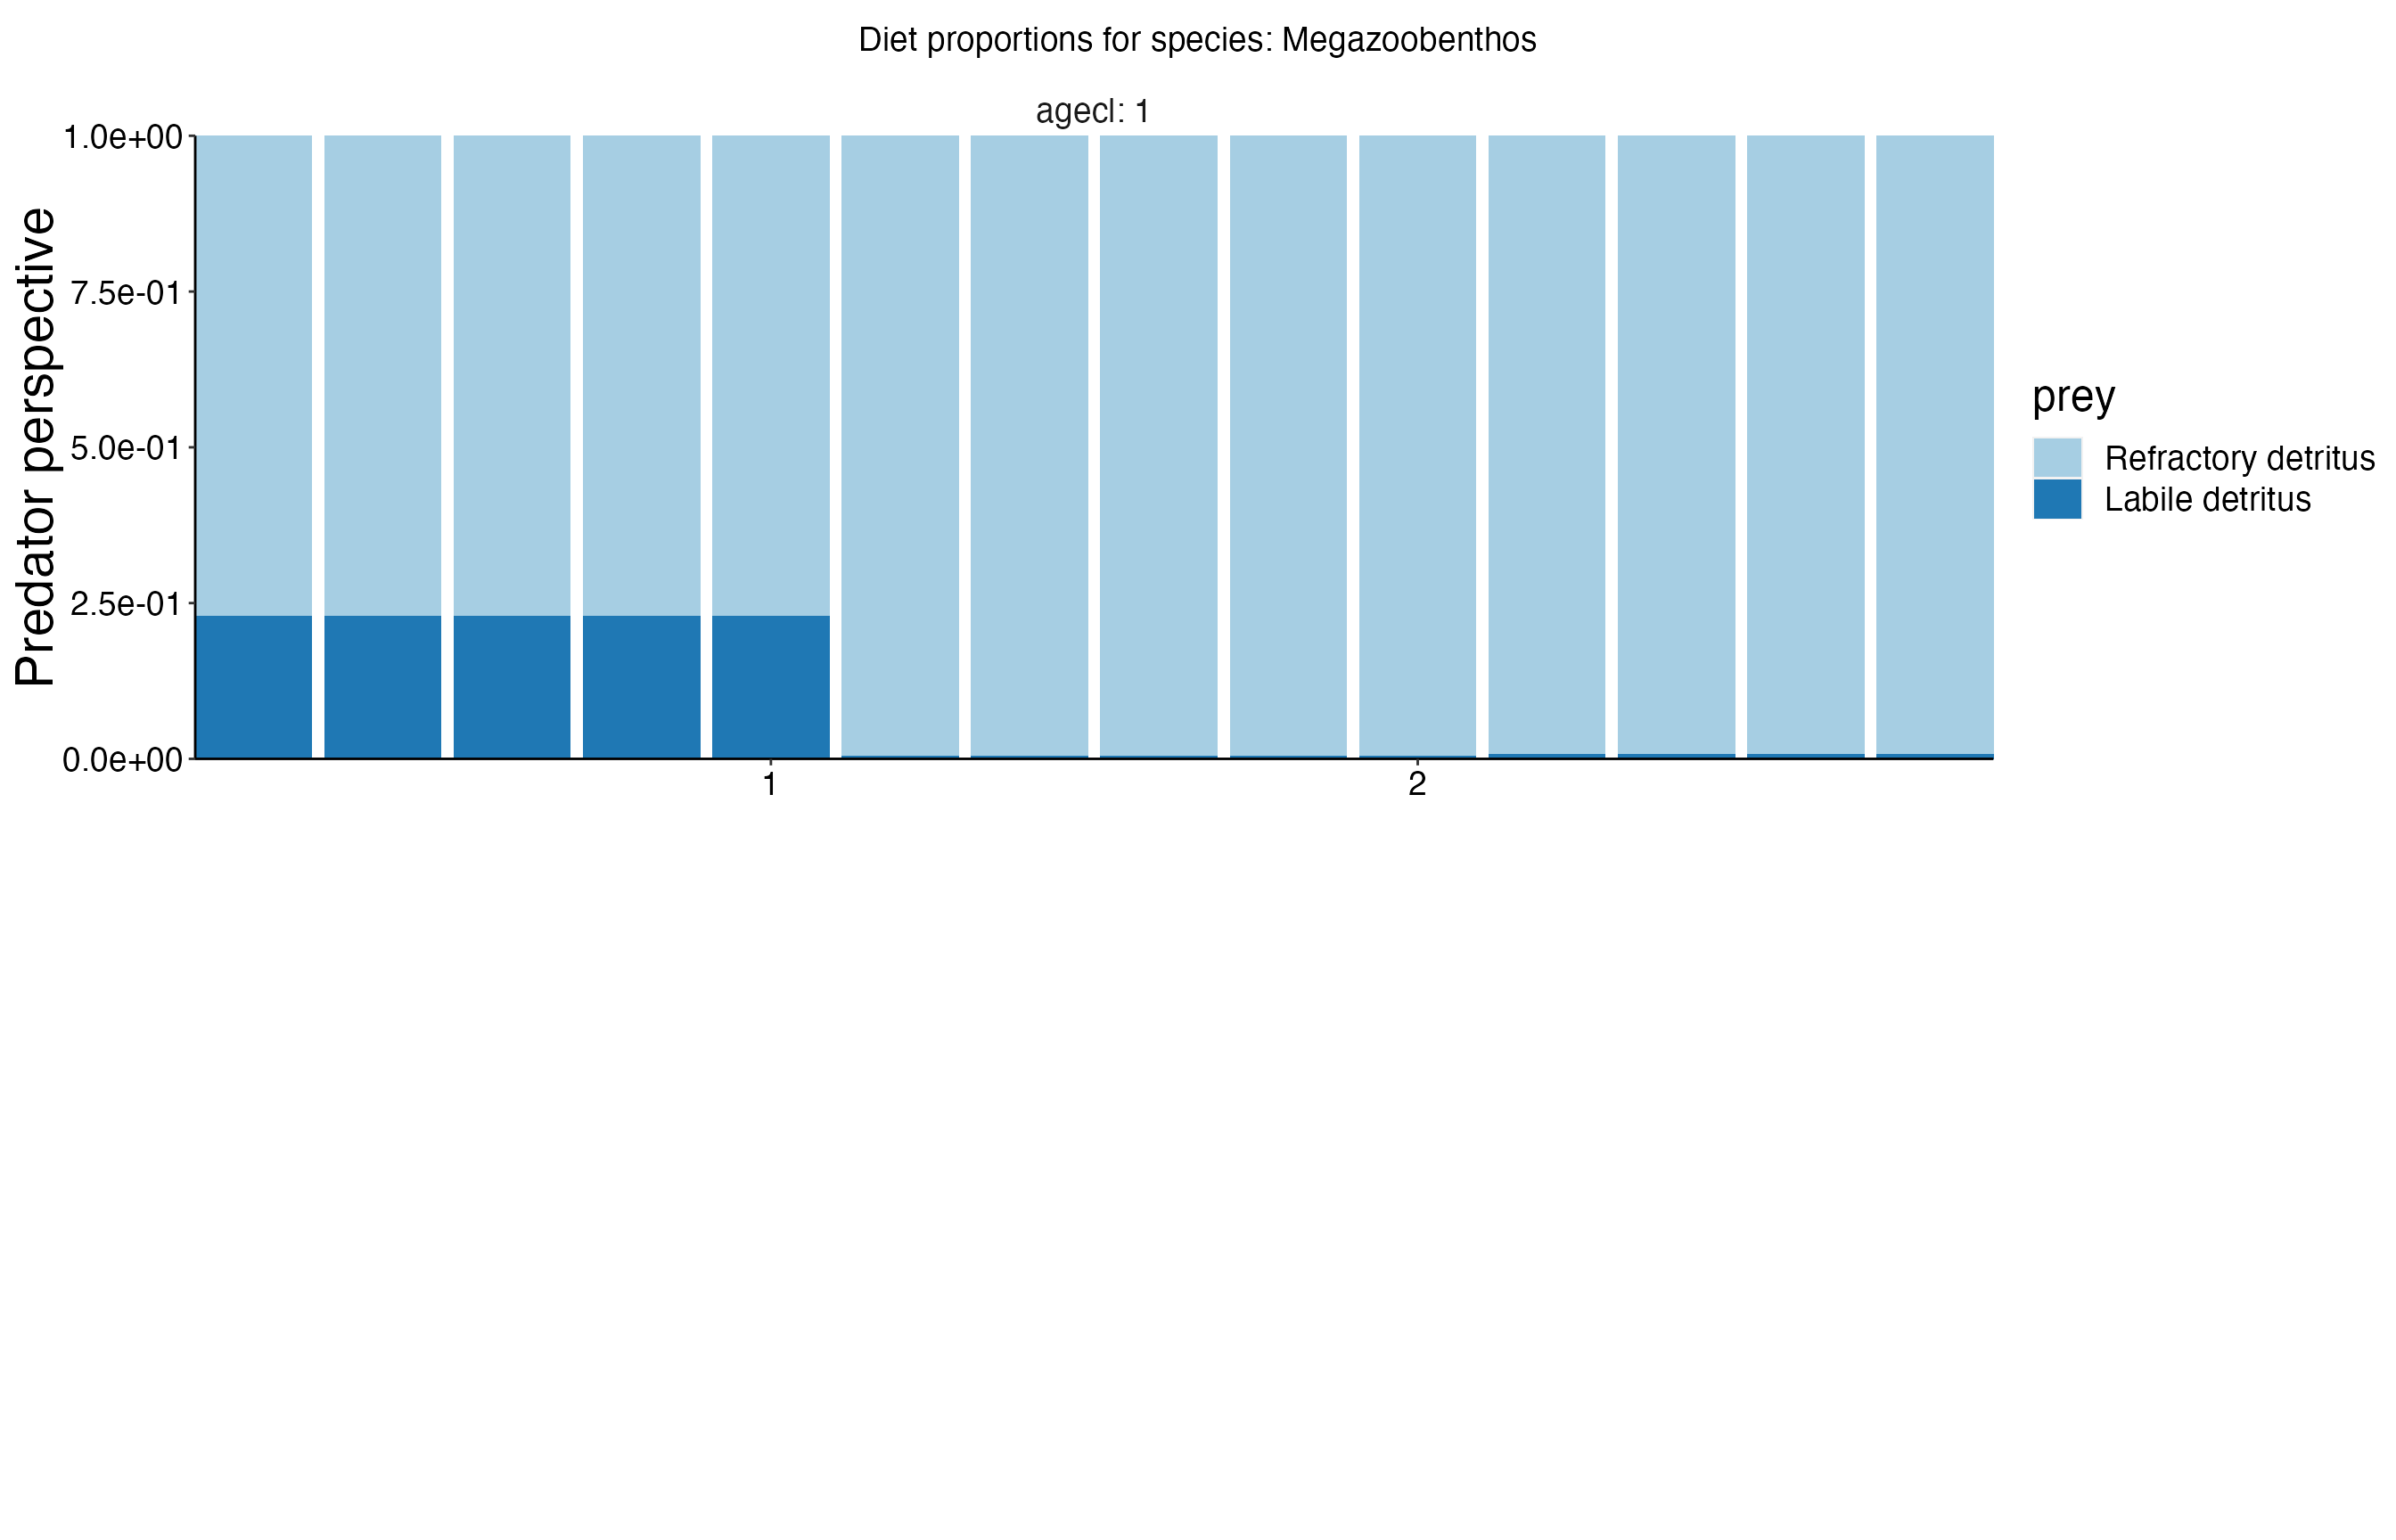 Diet proportions for species: Megazoobenthos
agecl: 1
Predator perspective
1.0e+00
7.5e-01
5.0e-01
2.5e-01
0.0e+00
1
2
prey
Refractory detritus
Labile detritus